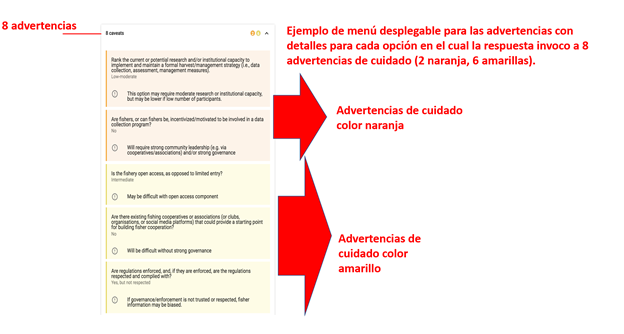 8 advertencias
8 caveats
Ejemplo de menú desplegable para las advertencias con
detalles para cada opción en el cual la respuesta invoco a 8
advertencias de cuidado (2 naranja, 6 amarillas).
Rank the current or potential research and/or institutional capacity to
implement and maintain a formal harvest/management strategy (i.e., data
collection, assessment, management measures).
Low-moderate
This option may require moderate research or institutional capacity,
but may be lower if low number of participants.
Advertencias de cuidado
color naranja
Are fishers, or can fishers be, incentivized/motivated to be involved in a data
collection program?
No
Will require strong community leadership (e.g. via
cooperatives/associations) and/or strong governance
Is the fishery open access, as opposed to limited entry?
Intermediate
May be difficult with open access component
Are there existing fishing cooperatives or associations (or clubs,
organisations, or social media platforms) that could provide a starting point
for building fisher cooperation?
No
Will be difficult without strong governance
Advertencias de
cuidado color
amarillo
Are regulations enforced, and, if they are enforced, are the regulations
respected and complied with?
Yes, but not respected
If governance/enforcement is not trusted or respected, fisher
information may be biased.